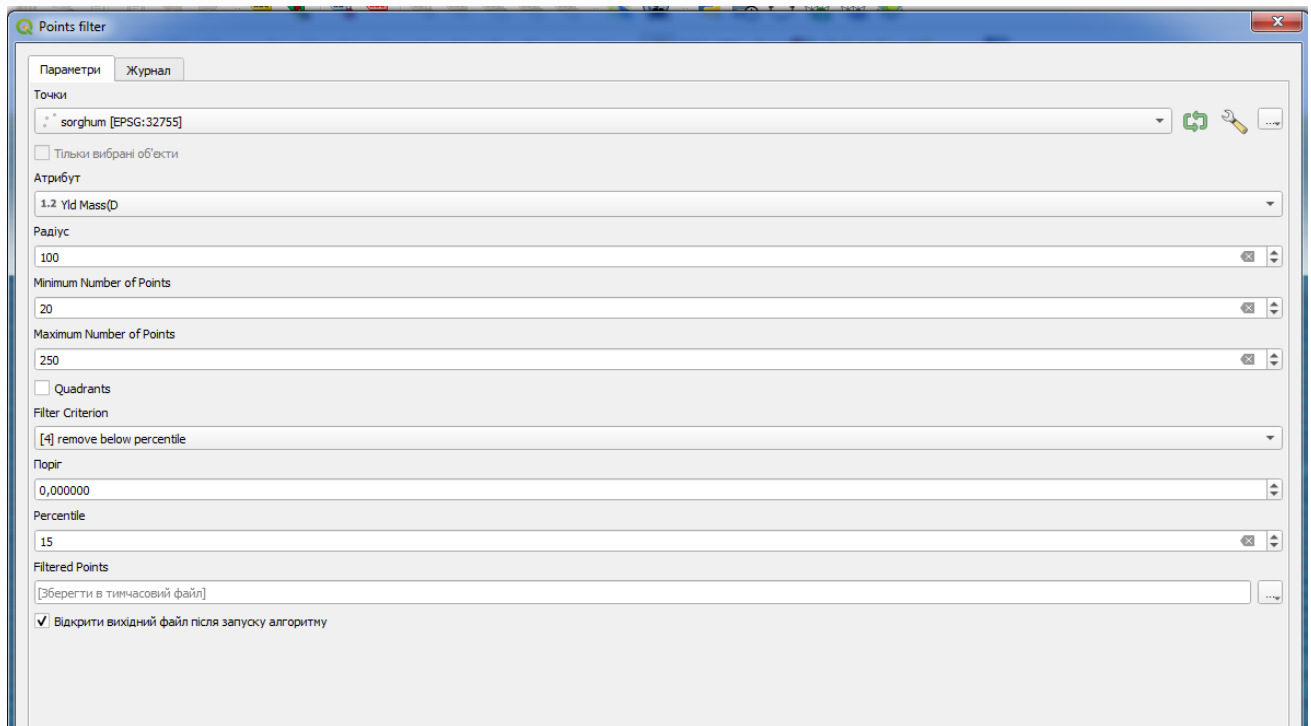 Points filter
Параметри Журнал
Точки
sorghum [EPSG:32755]
Тільки вибрані об'єкти
Атрибут
1.2 Yld Mass(D
Радіус
100
Minimum Number of Points
20
Maximum Number of Points
250
Quadrants
Filter Criterion
[4] remove below percentile
Поріг
0,000000
Percentile
15
Filtered Points
[Зберегти в тимчасовий файл]
Відкрити вихідний файл після запуску алгоритму